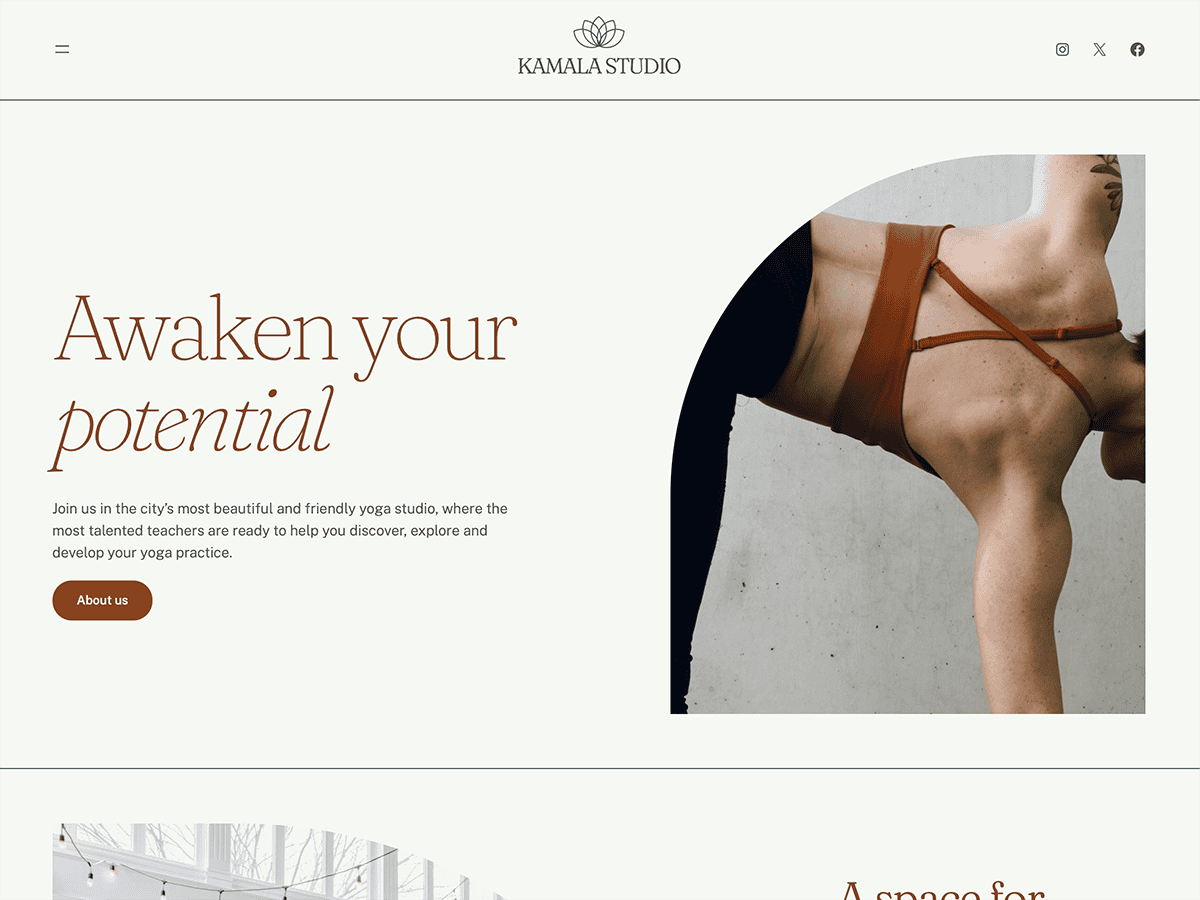 KAMALA STUDIO
Awaken your
potential
Join us in the city’s most beautiful and friendly yoga studio, where the
most talented teachers are ready to help you discover, explore and
develop your yoga practice.
About us
A space for